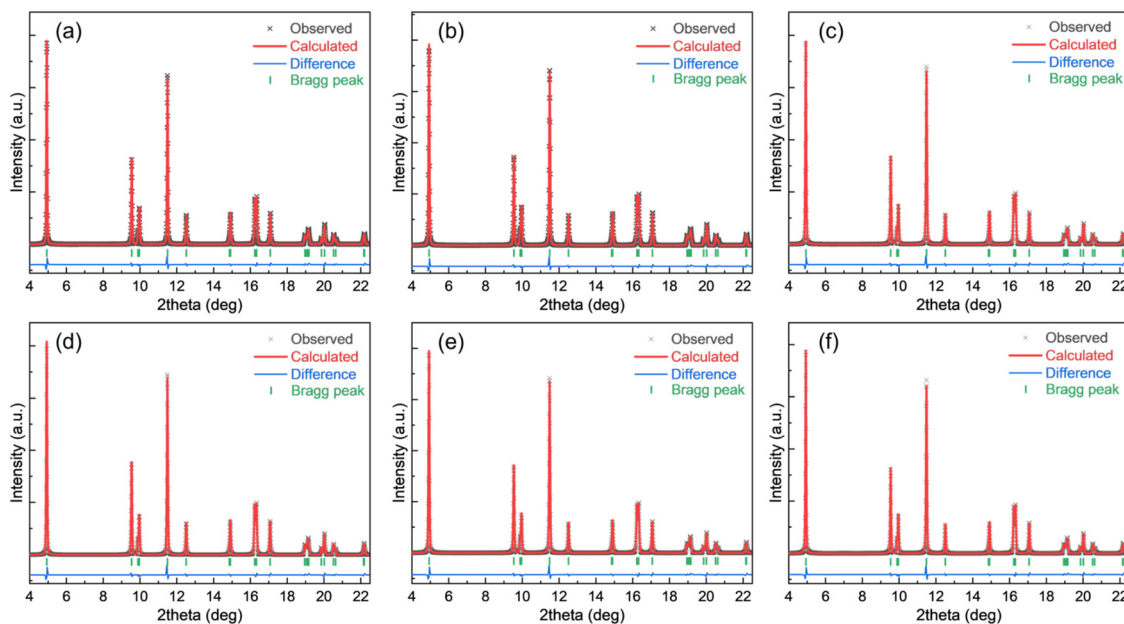 (a)
Observed
Calculated
Difference
Bragg peak
Intensity (a.u.)
4 6 8 10 12 14 16 18 20 22
2theta (deg)
(b)
Observed
Calculated
Difference
Bragg peak
Intensity (a.u.)
4 6 8 10 12 14 16 18 20 22
2theta (deg)
(c)
Observed
Calculated
Difference
Bragg peak
Intensity (a.u.)
4 6 8 10 12 14 16 18 20 22
2theta (deg)
(d)
Observed
Calculated
Difference
Bragg peak
Intensity (a.u.)
4 6 8 10 12 14 16 18 20 22
2theta (deg)
(e)
Observed
Calculated
Difference
Bragg peak
Intensity (a.u.)
4 6 8 10 12 14 16 18 20 22
2theta (deg)
(f)
Observed
Calculated
Difference
Bragg peak
Intensity (a.u.)
4 6 8 10 12 14 16 18 20 22
2theta (deg)